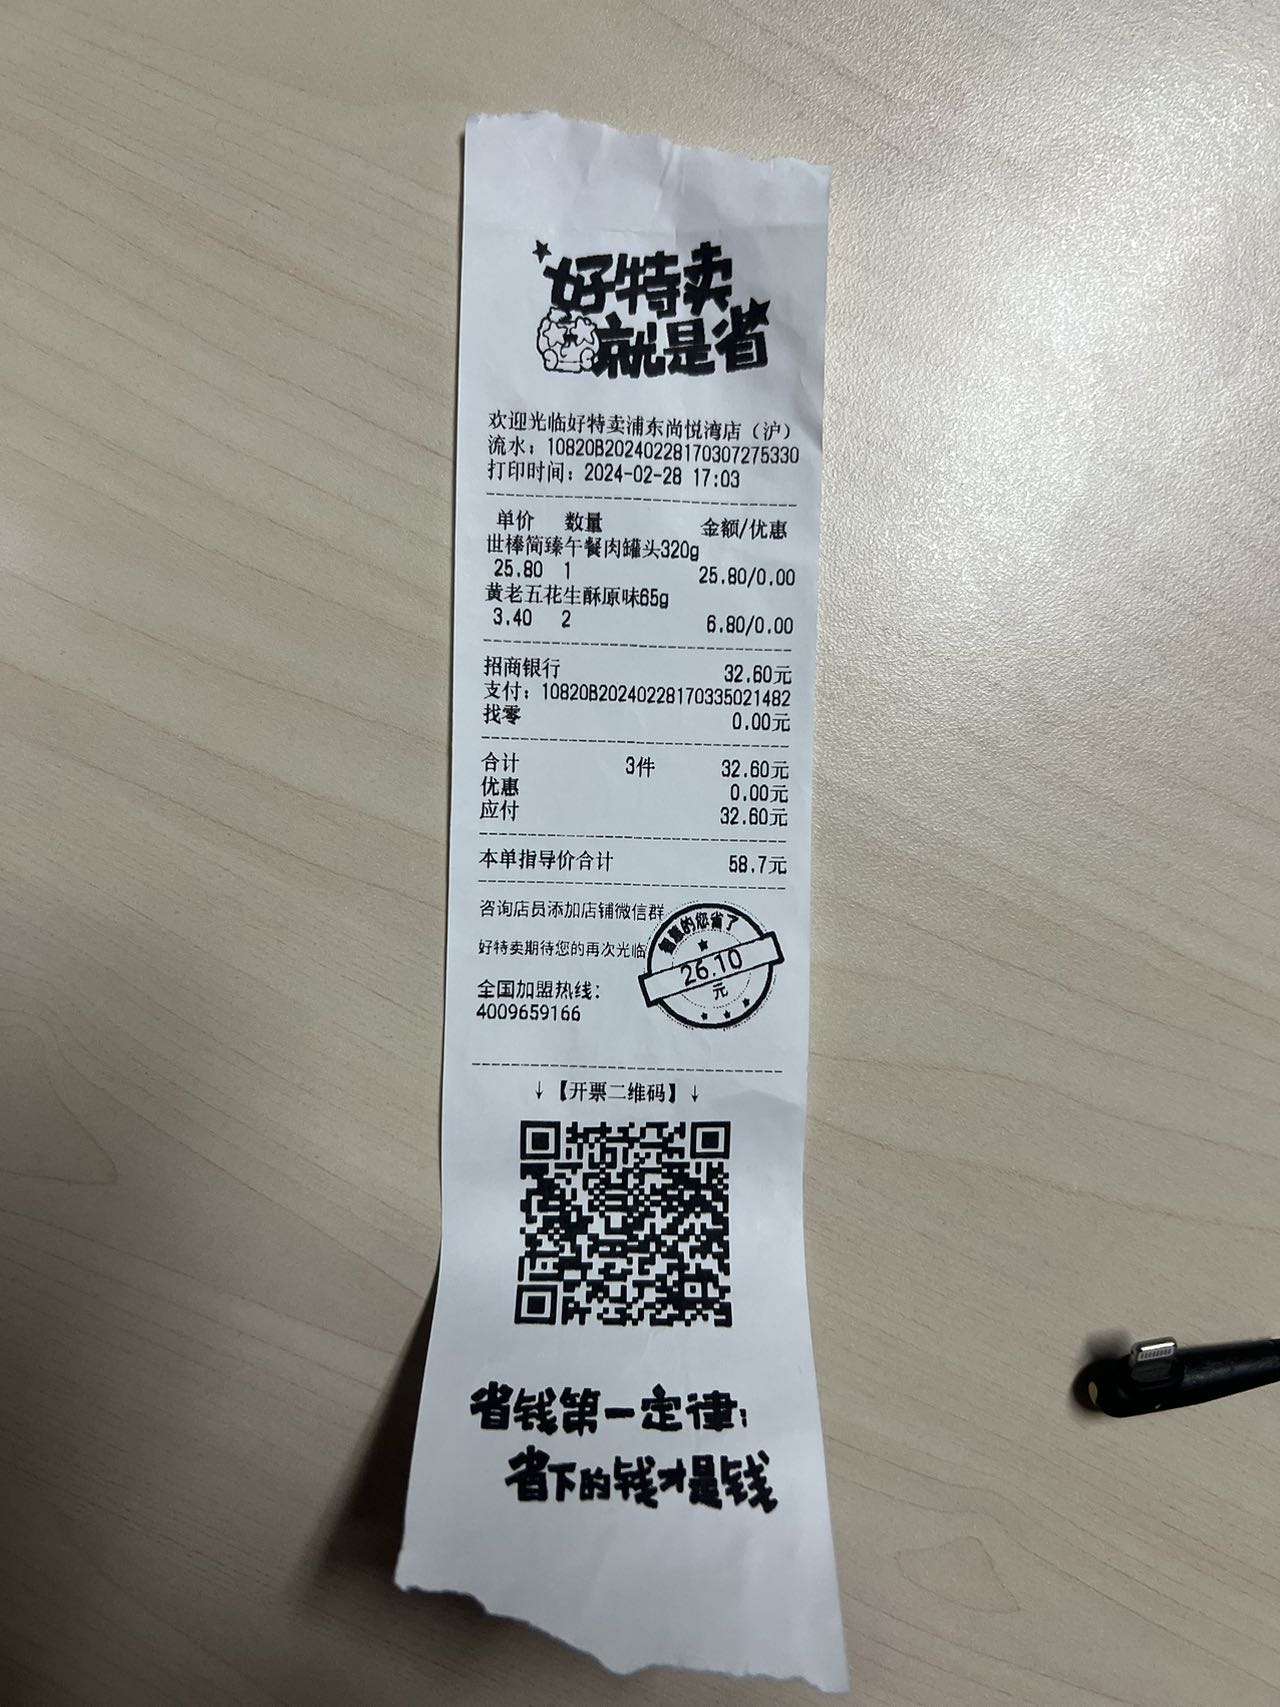 好特卖
就是省
欢迎光临好特卖浦东尚悦湾店（沪）
流水：10820B20240228170307275330
打印时间：2024-02-28 17:03
单价 数量 金额/优惠
世棒简臻午餐肉罐头320g
25.80 1 25.80/0.00
黄老五花生酥原味65g
3.40 2 6.80/0.00
招商银行 32.60元
支付：10820B20240228170335021482
找零 0.00元
合计 3件 32.60元
优惠 0.00元
应付 32.60元
本单指导价合计 58.7元
咨询店员添加店铺微信群
好特卖期待您的再次光临
智慧的您省了
26.10
元
全国加盟热线：
4009659166
↓【开票二维码】↓
省钱第一定律：
省下的钱才是钱